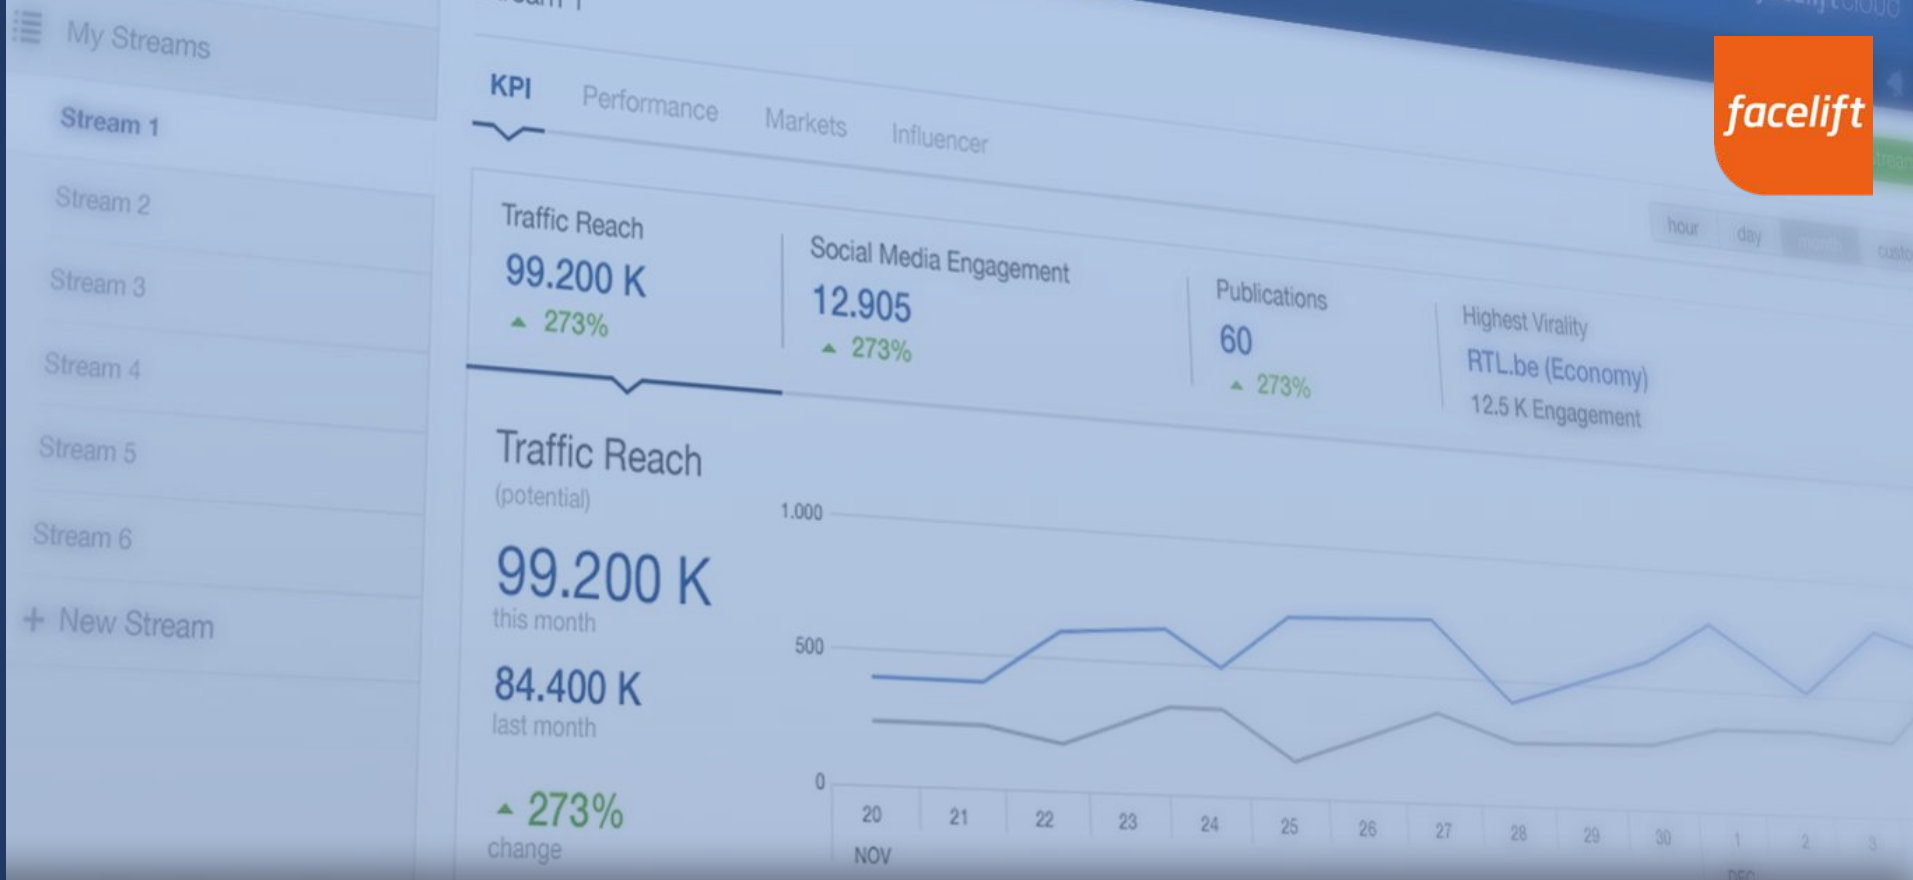 My Streams
Stream 1
Stream 2
Stream 3
Stream 4
Stream 5
Stream 6
+ New Stream
KPI Performance Markets Influencer
facelift
hour day month
Traffic Reach
99.200 K
273%
Social Media Engagement
12.905
273%
Publications
60
273%
Highest Virality
RTL.be (Economy)
12.5 K Engagement
Traffic Reach
(potential)
99.200 K
this month
84.400 K
last month
273%
change
1.000
500
0
20 21 22 23 24 25 26 27 28 29 30 1 2 3
NOV DEC